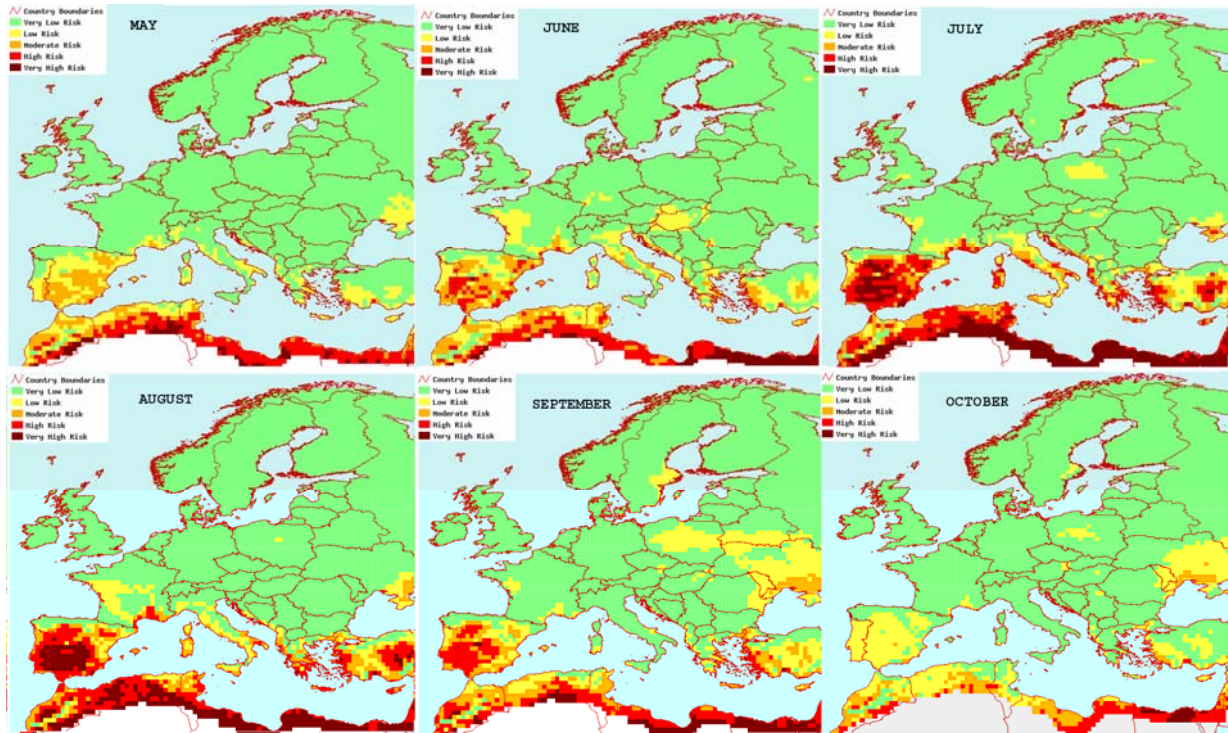 Country Boundaries
Very Low Risk
Low Risk
Moderate Risk
High Risk
Very High Risk
MAY
Country Boundaries
Very Low Risk
Low Risk
Moderate Risk
High Risk
Very High Risk
JUNE
Country Boundaries
Very Low Risk
Low Risk
Moderate Risk
High Risk
Very High Risk
JULY
Country Boundaries
Very Low Risk
Low Risk
Moderate Risk
High Risk
Very High Risk
AUGUST
Country Boundaries
Very Low Risk
Low Risk
Moderate Risk
High Risk
Very High Risk
SEPTEMBER
Country Boundaries
Very Low Risk
Low Risk
Moderate Risk
High Risk
Very High Risk
OCTOBER